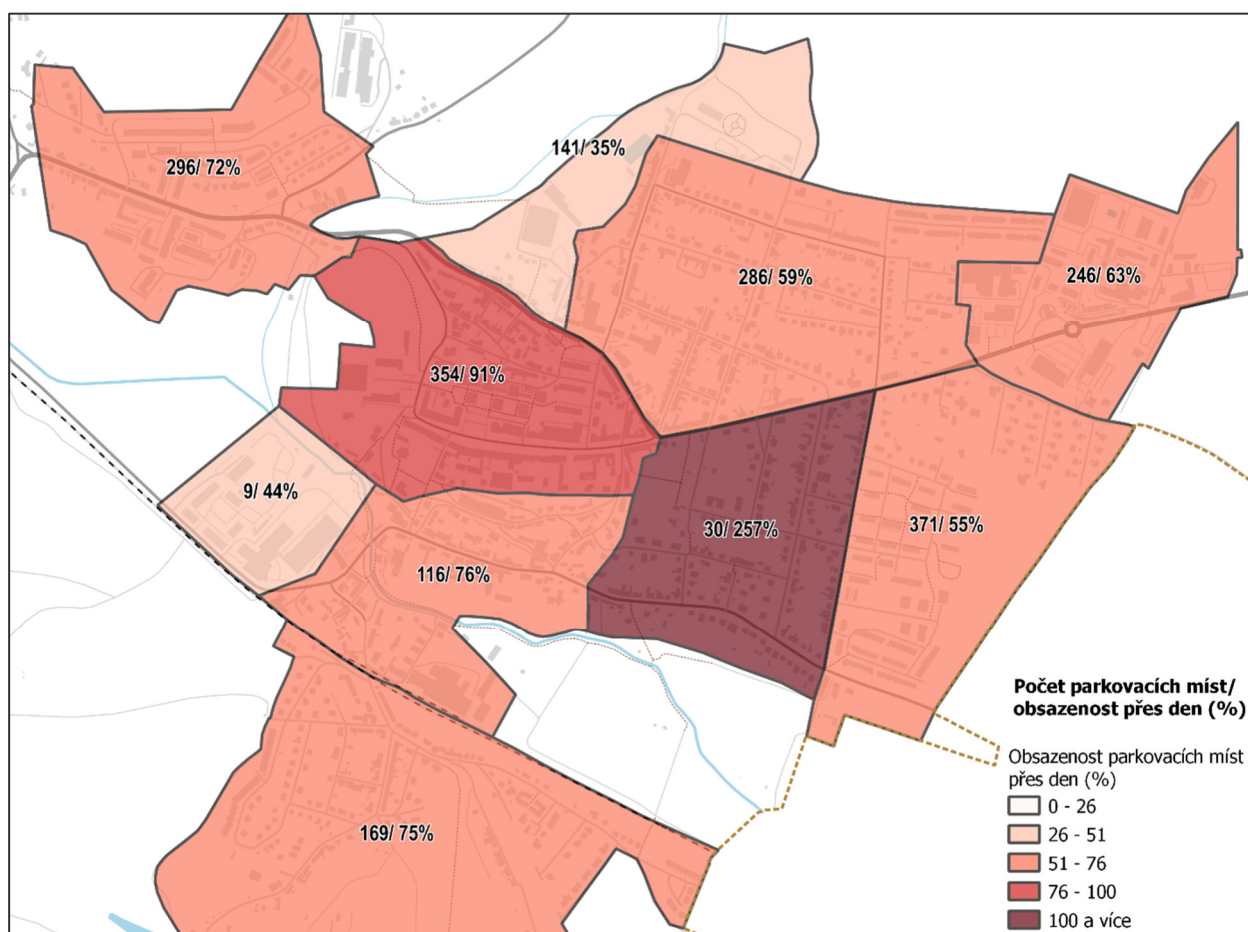 141/ 35%
296/ 72%
286/ 59%
246/ 63%
354/ 91%
9/ 44%
30/ 257%
371/ 55%
116/ 76%
169/ 75%
Počet parkovacích míst/
obsazenost přes den (%)
Obsazenost parkovacích míst
přes den (%)
0 - 26
26 - 51
51 - 76
76 - 100
100 a více